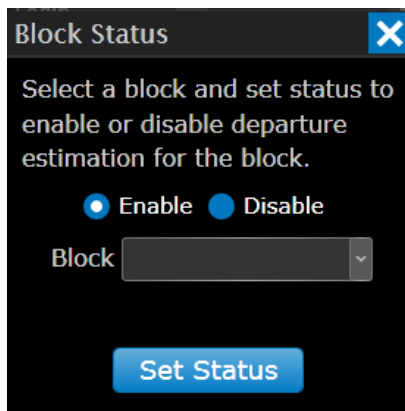 Block Status
Select a block and set status to
enable or disable departure
estimation for the block.
Enable Disable
Block
Set Status